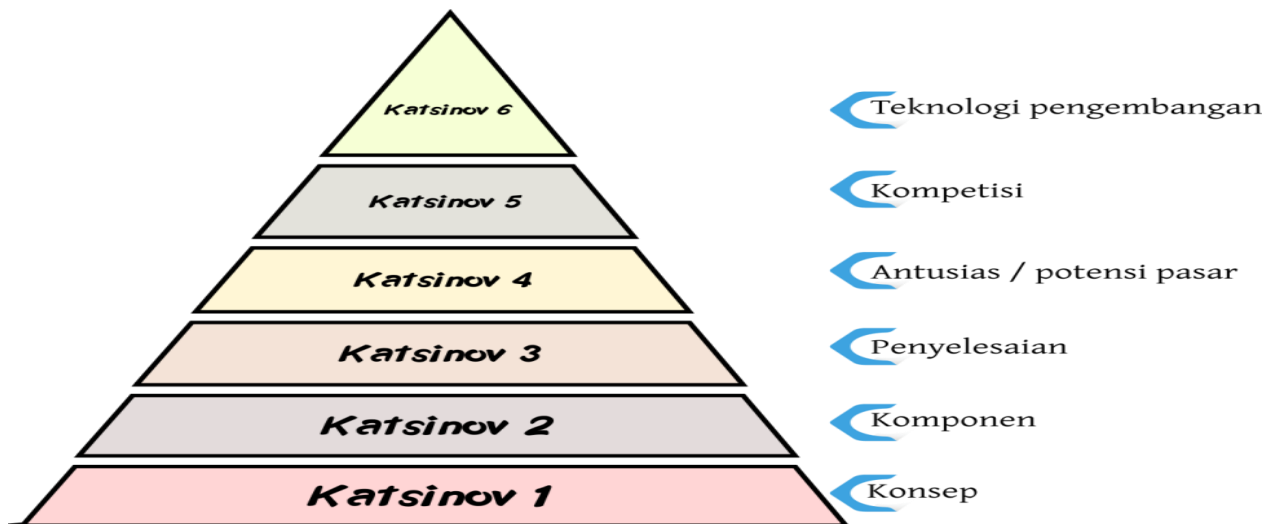 Katsinov 6
Teknologi pengembangan
Katsinov 5
Kompetisi
Katsinov 4
Antusias / potensi pasar
Katsinov 3
Penyelesaian
Katsinov 2
Komponen
Katsinov 1
Konsep